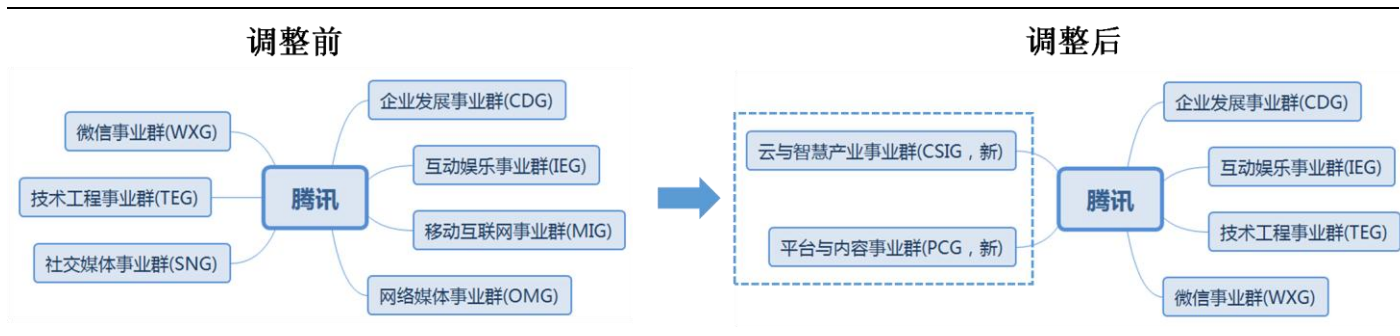 调整前
调整后
微信事业群(WXG)
技术工程事业群(TEG)
社交媒体事业群(SNG)
腾讯
企业发展事业群(CDG)
互动娱乐事业群(IEG)
移动互联网事业群(MIG)
网络媒体事业群(OMG)
云与智慧产业事业群(CSIG，新)
平台与内容事业群(PCG，新)
腾讯
企业发展事业群(CDG)
互动娱乐事业群(IEG)
技术工程事业群(TEG)
微信事业群(WXG)